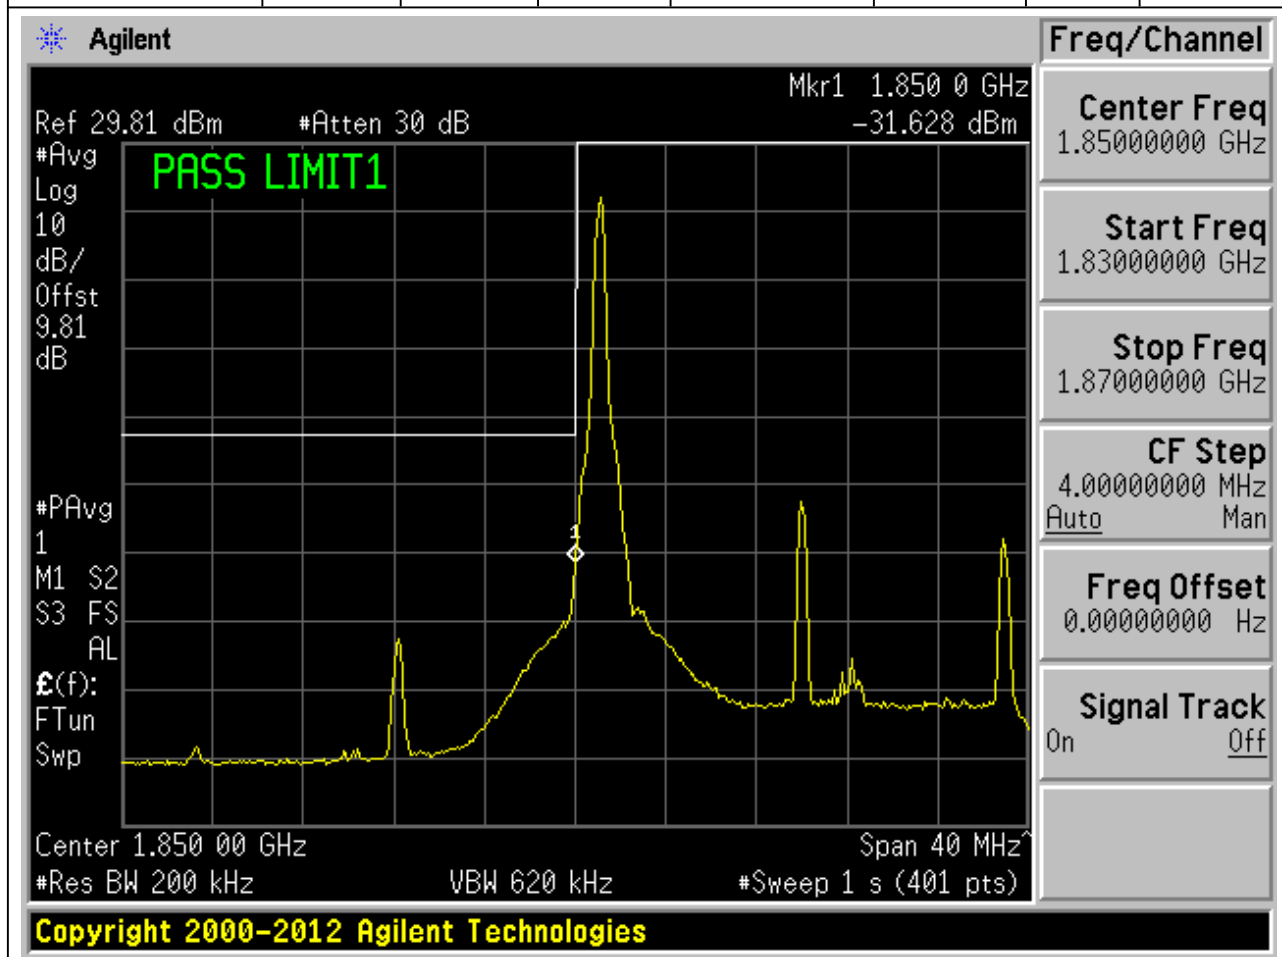 Agilent
Freq/Channel
Mkr1 1.850 0 GHz
Ref 29.81 dBm #Atten 30 dB -31.628 dBm
#Avg
Log
10
dB/
Offst
9.81
dB
PASS LIMIT1
#PAvg
1
M1 S2
S3 FS
AL
£(f):
FTun
Swp
1
Center 1.850 00 GHz Span 40 MHz^
#Res BW 200 kHz VBW 620 kHz #Sweep 1 s (401 pts)
Center Freq
1.85000000 GHz
Start Freq
1.83000000 GHz
Stop Freq
1.87000000 GHz
CF Step
4.00000000 MHz
Auto Man
Freq Offset
0.00000000 Hz
Signal Track
On Off
Copyright 2000-2012 Agilent Technologies